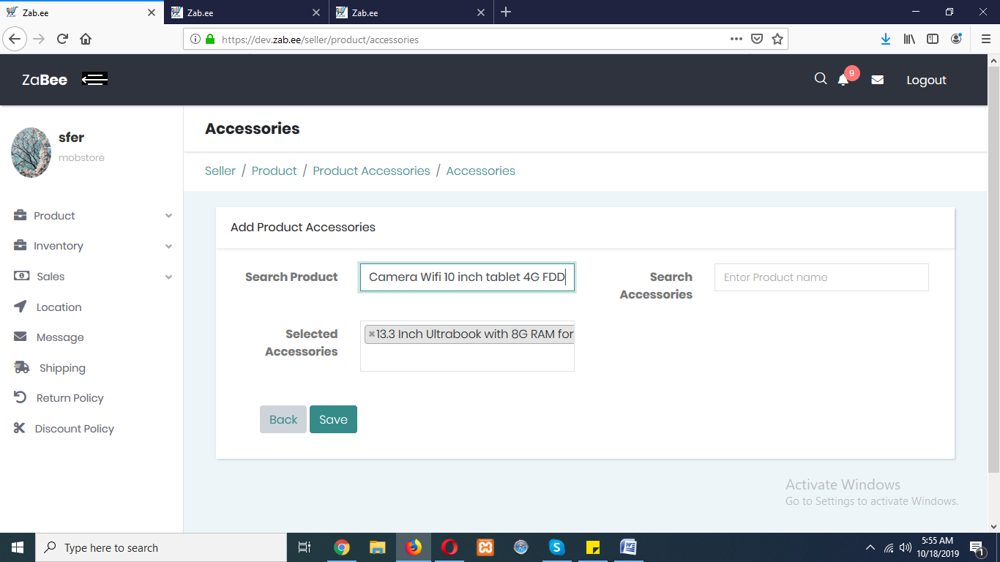 Zab.ee
Zab.ee
Zab.ee
https://dev.zab.ee/seller/product/accessories
ZaBee
9
Logout
sfer
mobstore
Product
Inventory
Sales
Location
Message
Shipping
Return Policy
Discount Policy
Accessories
Seller / Product / Product Accessories / Accessories
Add Product Accessories
Search Product
Camera Wifi 10 inch tablet 4G FDD
Search
Accessories
Enter Product name
Selected
Accessories
×13.3 Inch Ultrabook with 8G RAM for
Back
Save
Activate Windows
Go to Settings to activate Windows.
Type here to search
5:55 AM
10/18/2019
1